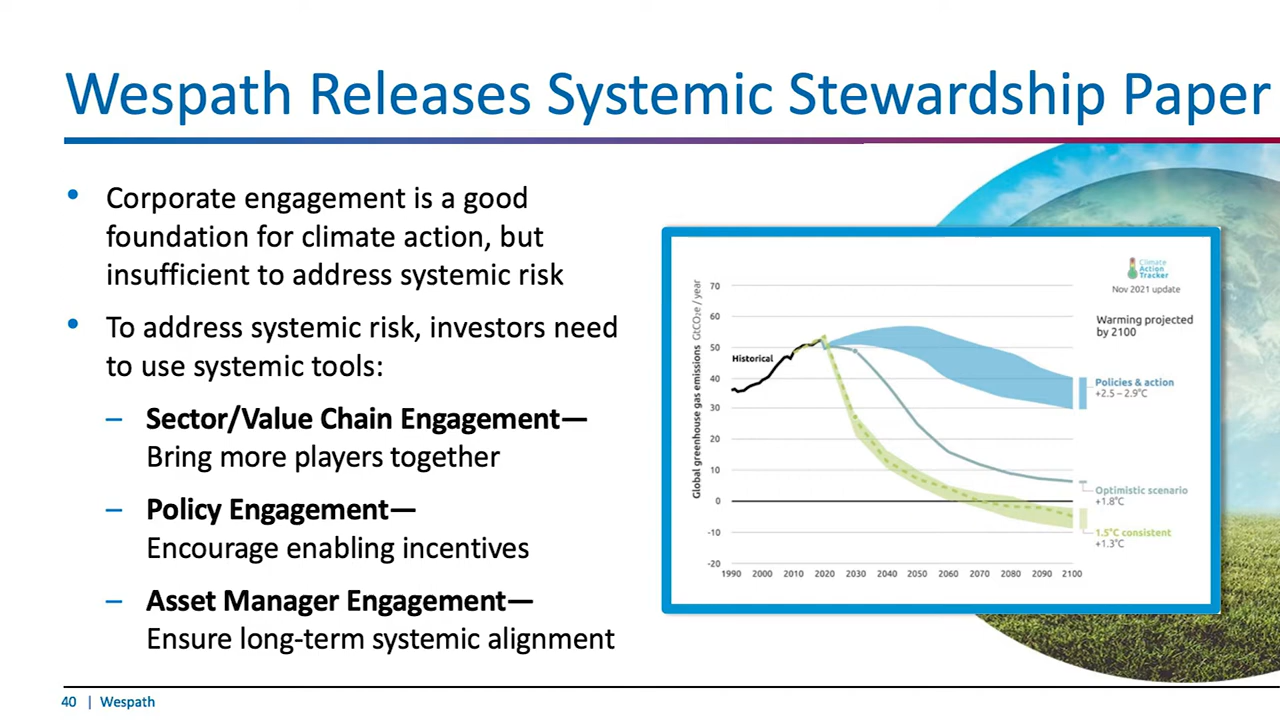 Wespath Releases Systemic Stewardship Paper
• Corporate engagement is a good
foundation for climate action, but
insufficient to address systemic risk
• To address systemic risk, investors need
to use systemic tools:
– Sector/Value Chain Engagement—
Bring more players together
– Policy Engagement—
Encourage enabling incentives
– Asset Manager Engagement—
Ensure long-term systemic alignment
Climate
Action
Tracker
Nov 2021 update
Warming projected
by 2100
Global greenhouse gas emissions GtCO₂e / year
70
60
50
40
30
20
10
0
-10
-20
Historical
Policies & action
+2.5 – 2.9°C
Optimistic scenario
+1.8°C
1.5°C consistent
+1.3°C
1990 2000 2010 2020 2030 2040 2050 2060 2070 2080 2090 2100
40 | Wespath